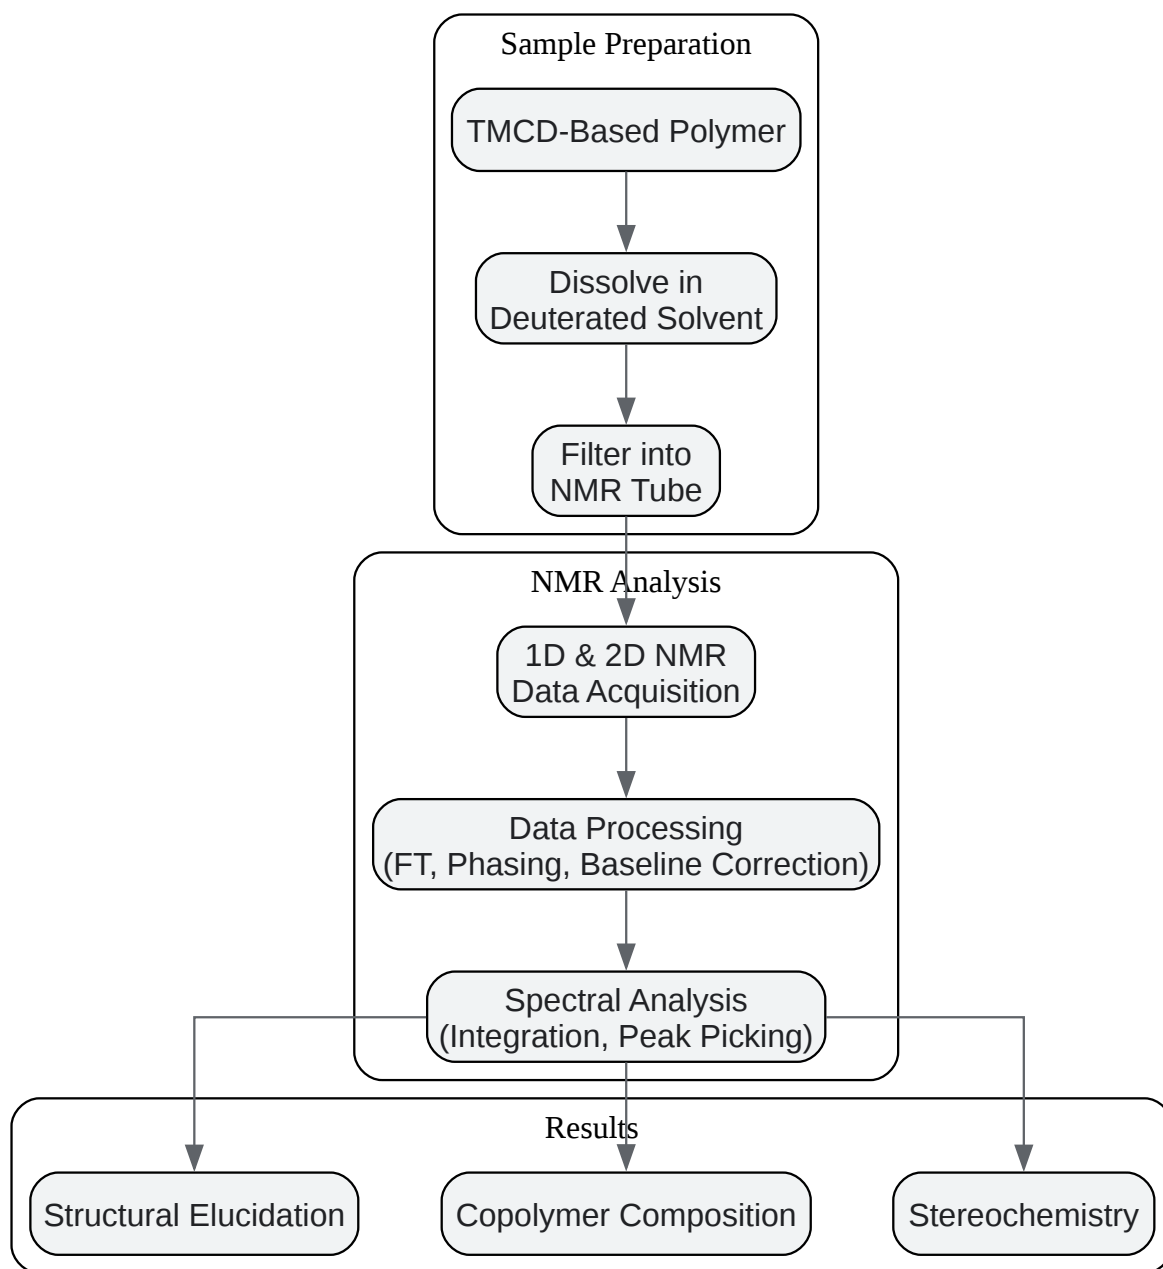 Sample Preparation
TMCD-Based Polymer
Dissolve in
Deuterated Solvent
Filter into
NMR Tube
NMR Analysis
1D & 2D NMR
Data Acquisition
Data Processing
(FT, Phasing, Baseline Correction)
Spectral Analysis
(Integration, Peak Picking)
Results
Structural Elucidation
Copolymer Composition
Stereochemistry